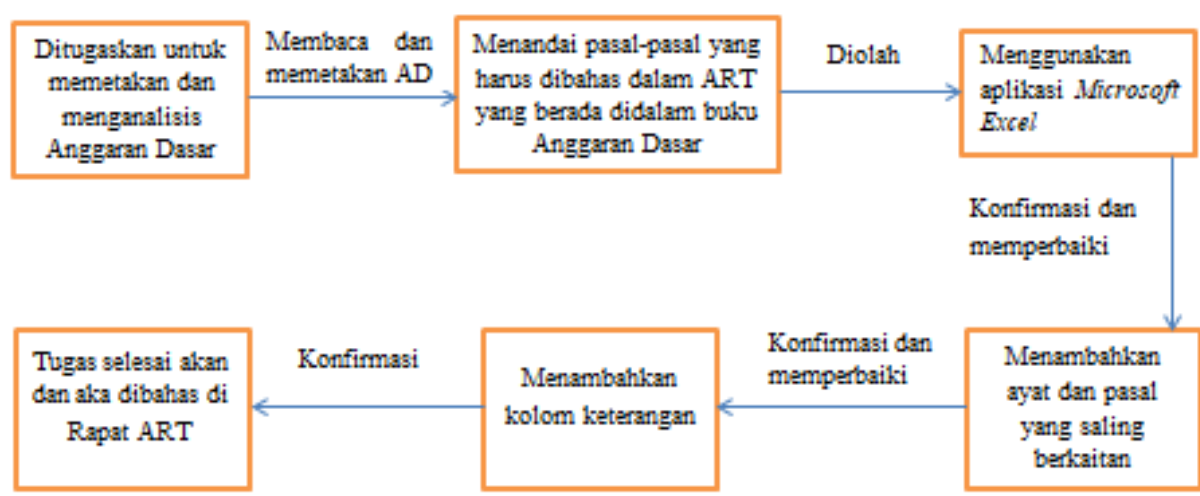 Ditugaskan untuk
memetakan dan
menganalisis
Anggaran Dasar
Membaca dan
memetakan AD
Menandai pasal-pasal yang
harus dibahas dalam ART
yang berada didalam buku
Anggaran Dasar
Diolah
Menggunakan
aplikasi Microsoft
Excel
Konfirmasi dan
memperbaiki
Menambahkan
ayat dan pasal
yang saling
berkaitan
Konfirmasi dan
memperbaiki
Menambahkan
kolom keterangan
Konfirmasi
Tugas selesai akan
dan aka dibahas di
Rapat ART